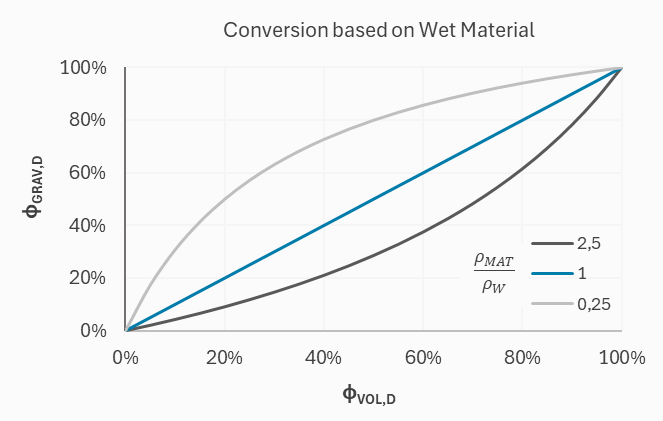 Conversion based on Wet Material
100%
80%
60%
40%
20%
0%
ϕGRAV,D
0% 20% 40% 60% 80% 100%
ϕVOL,D
ρMAT
ρW
2,5
1
0,25